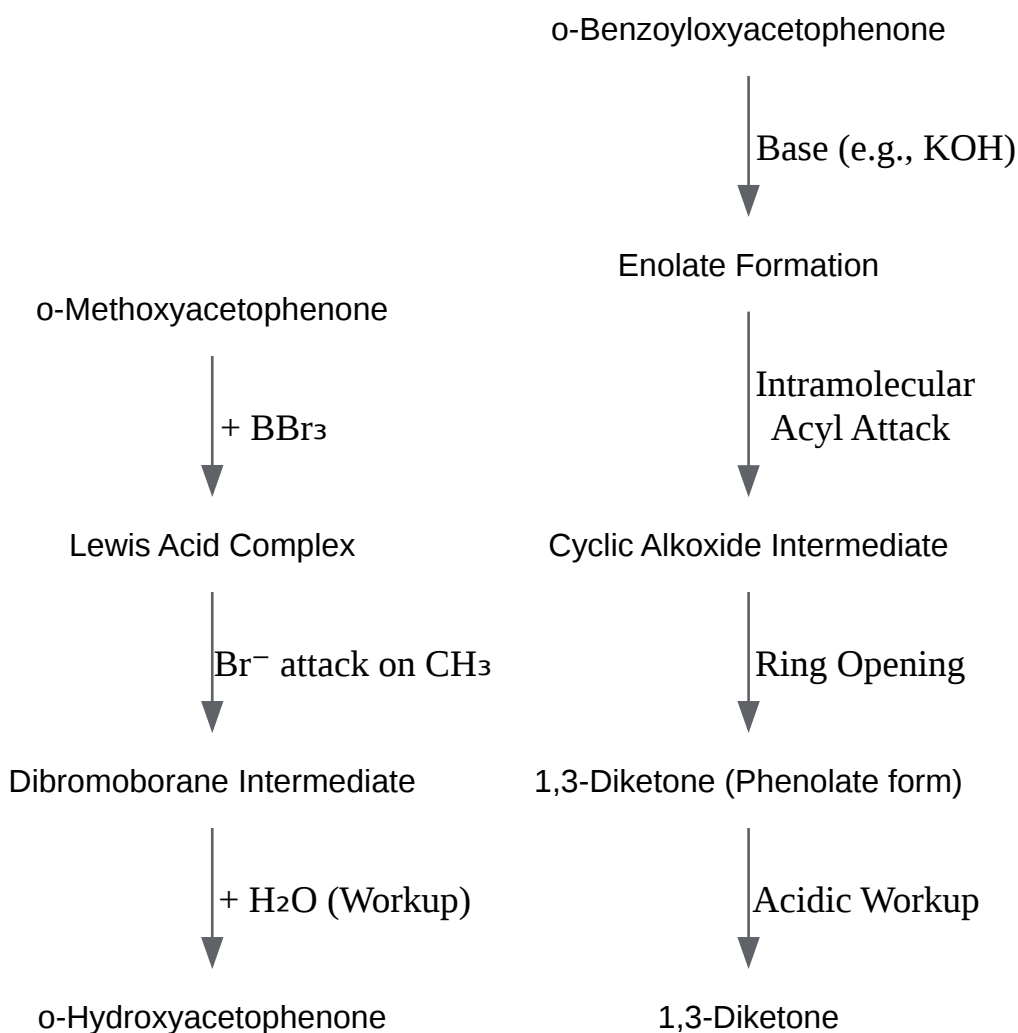 o-Benzoyloxyacetophenone
Base (e.g., KOH)
Enolate Formation
Intramolecular
Acyl Attack
Cyclic Alkoxide Intermediate
Ring Opening
1,3-Diketone (Phenolate form)
Acidic Workup
1,3-Diketone
o-Methoxyacetophenone
+ BBr₃
Lewis Acid Complex
Br⁻ attack on CH₃
Dibromoborane Intermediate
+ H₂O (Workup)
o-Hydroxyacetophenone